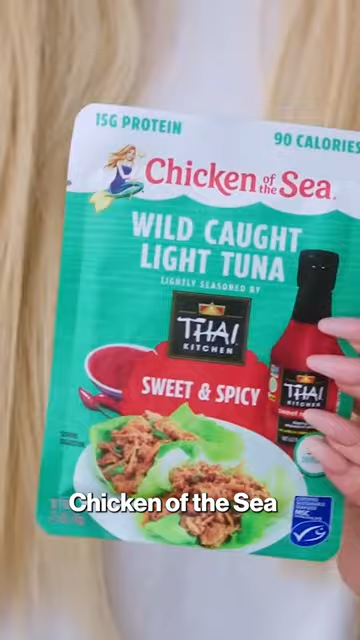 15G PROTEIN
90 CALORIES
Chicken of the Sea
WILD CAUGHT
LIGHT TUNA
LIGHTLY SEASONED BY
THAI
KITCHEN
SWEET & SPICY
THAI
KITCHEN
Chicken of the Sea
MSC